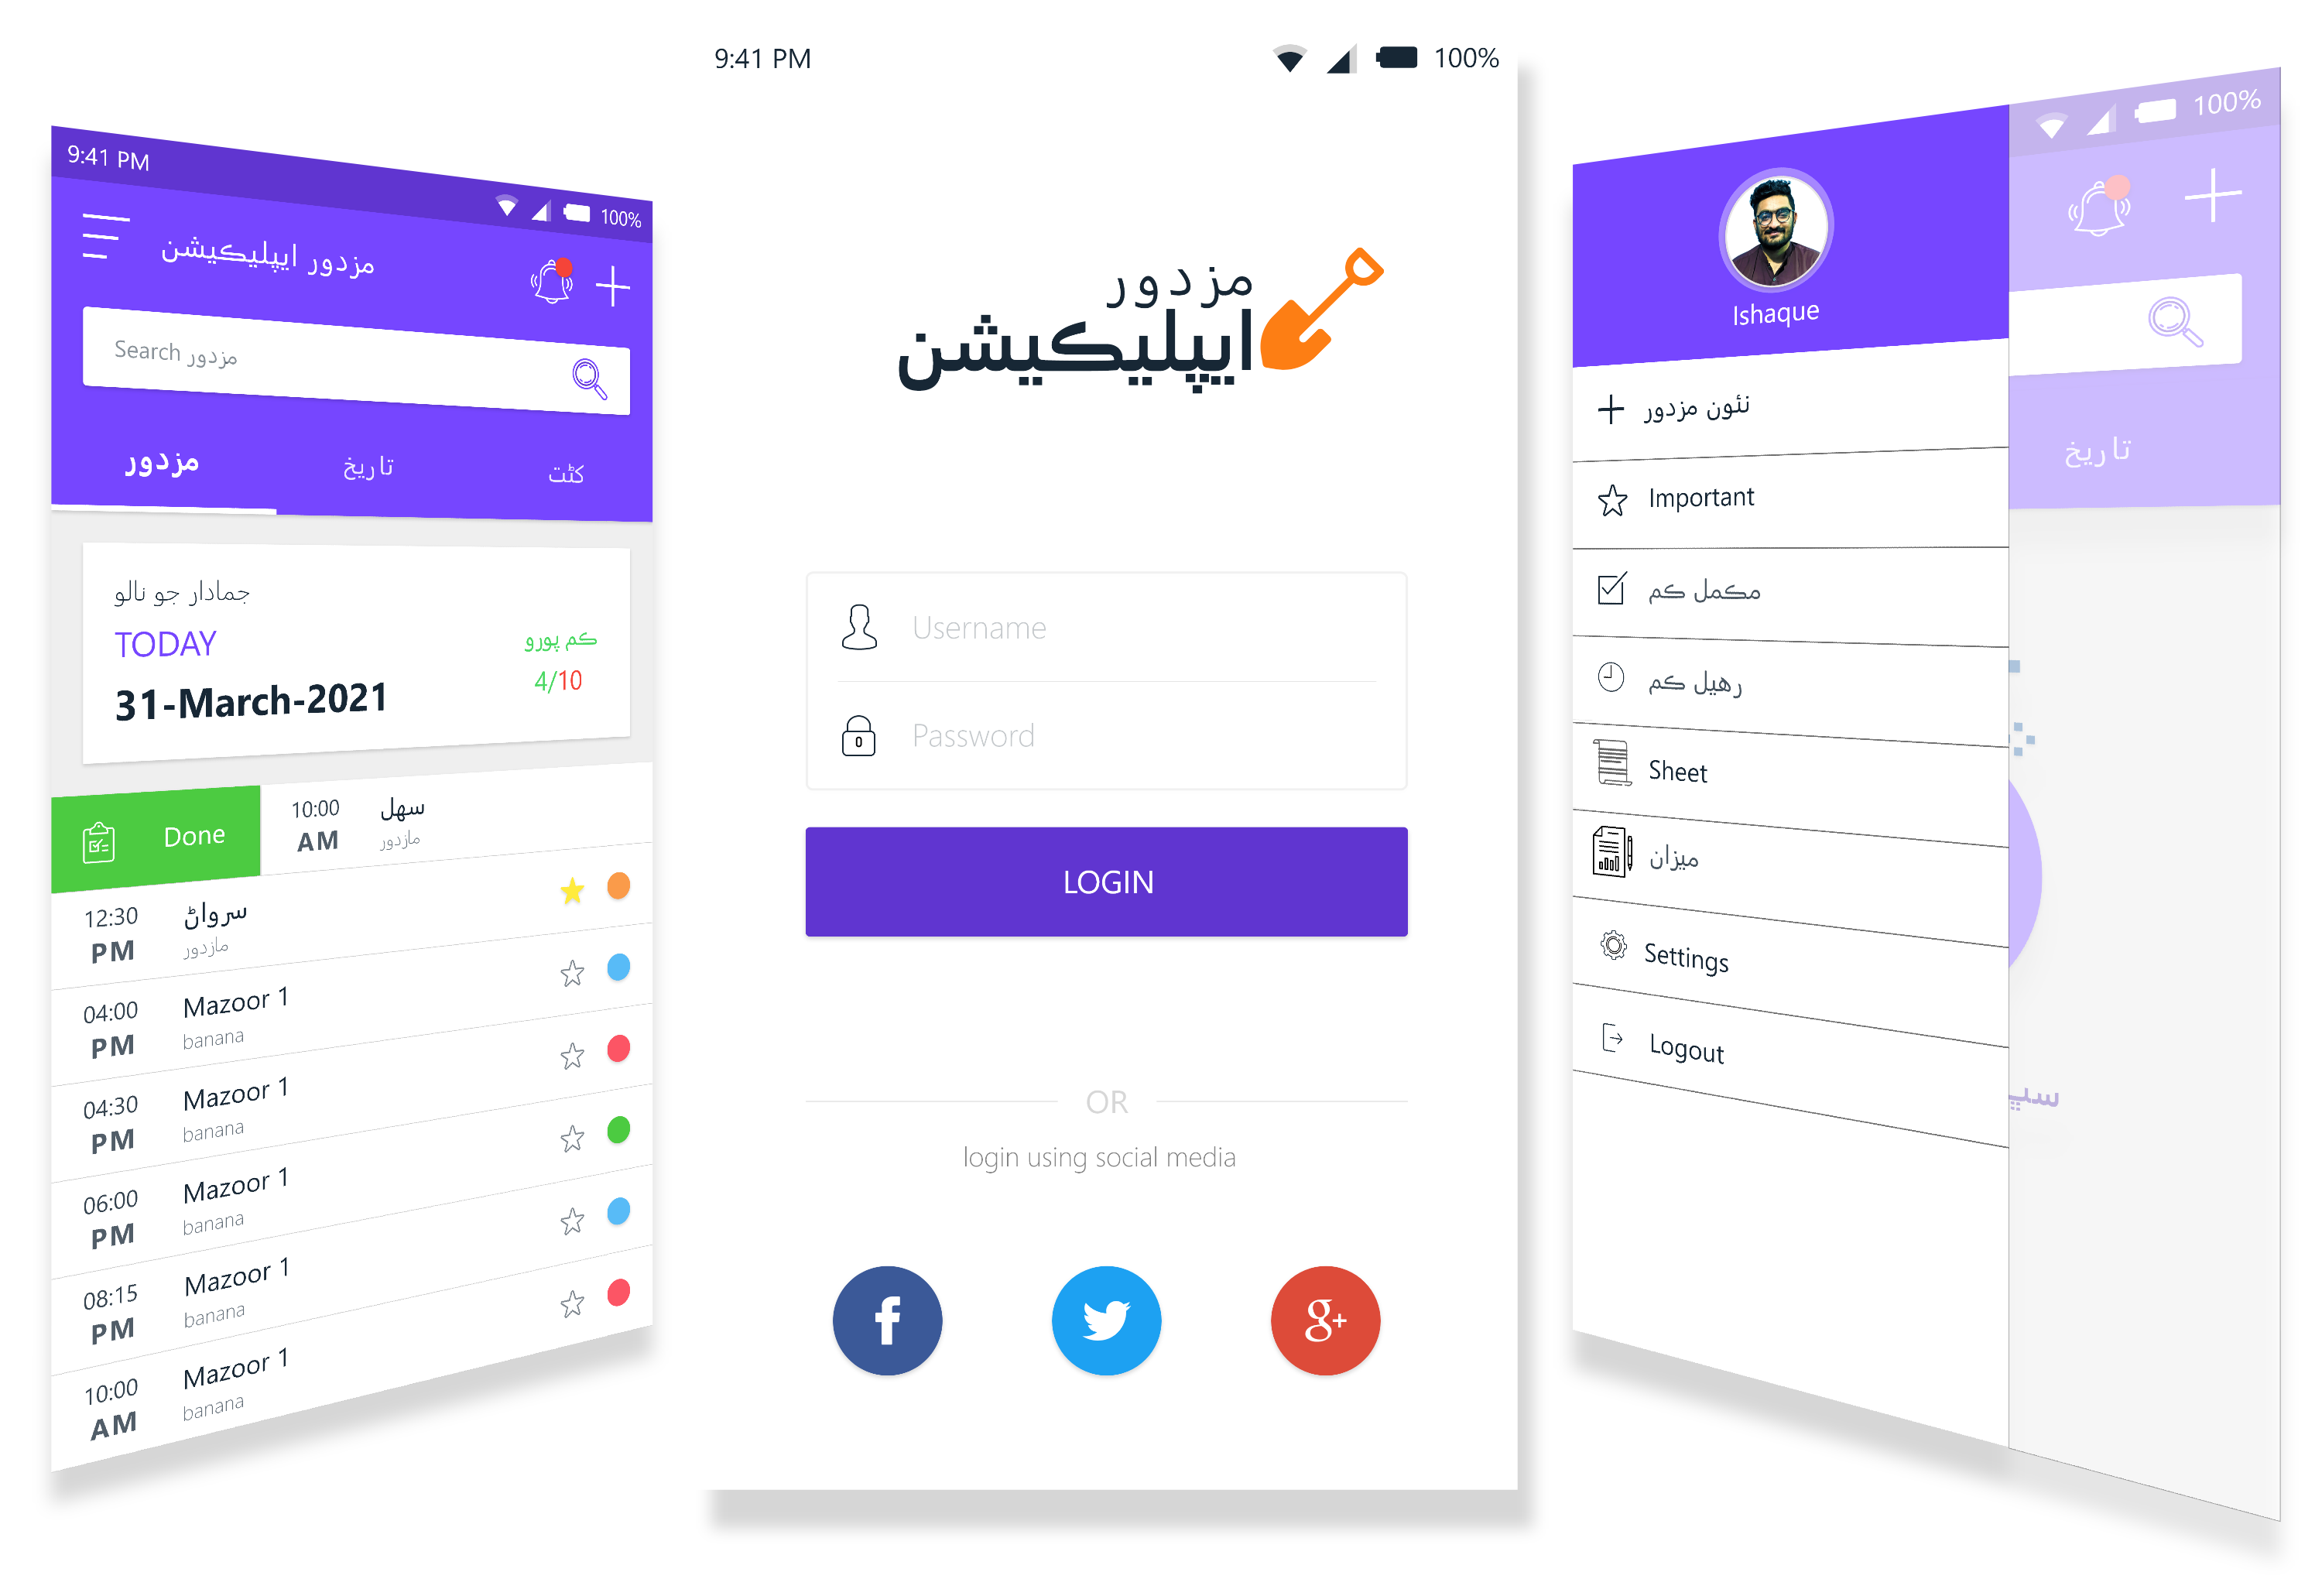 9:41 PM
100%
مزدور ايپليڪيشن
Search مزدور
مزدور
تاريخ
کٹت
جمادار جو نالو
TODAY
31-March-2021
ڪم پورو
4/10
Done
10:00
AM
سهل
مازدور
12:30
PM
سرواڻ
مازدور
04:00
PM
Mazoor 1
banana
04:30
PM
Mazoor 1
banana
06:00
PM
Mazoor 1
banana
08:15
PM
Mazoor 1
banana
10:00
AM
Mazoor 1
banana
9:41 PM
100%
مزدور
ايپليڪيشن
Username
Password
LOGIN
OR
login using social media
f
g+
100%
Ishaque
نئون مزدور
Important
مڪمل ڪم
رهيل ڪم
Sheet
ميزان
Settings
Logout
تاريخ